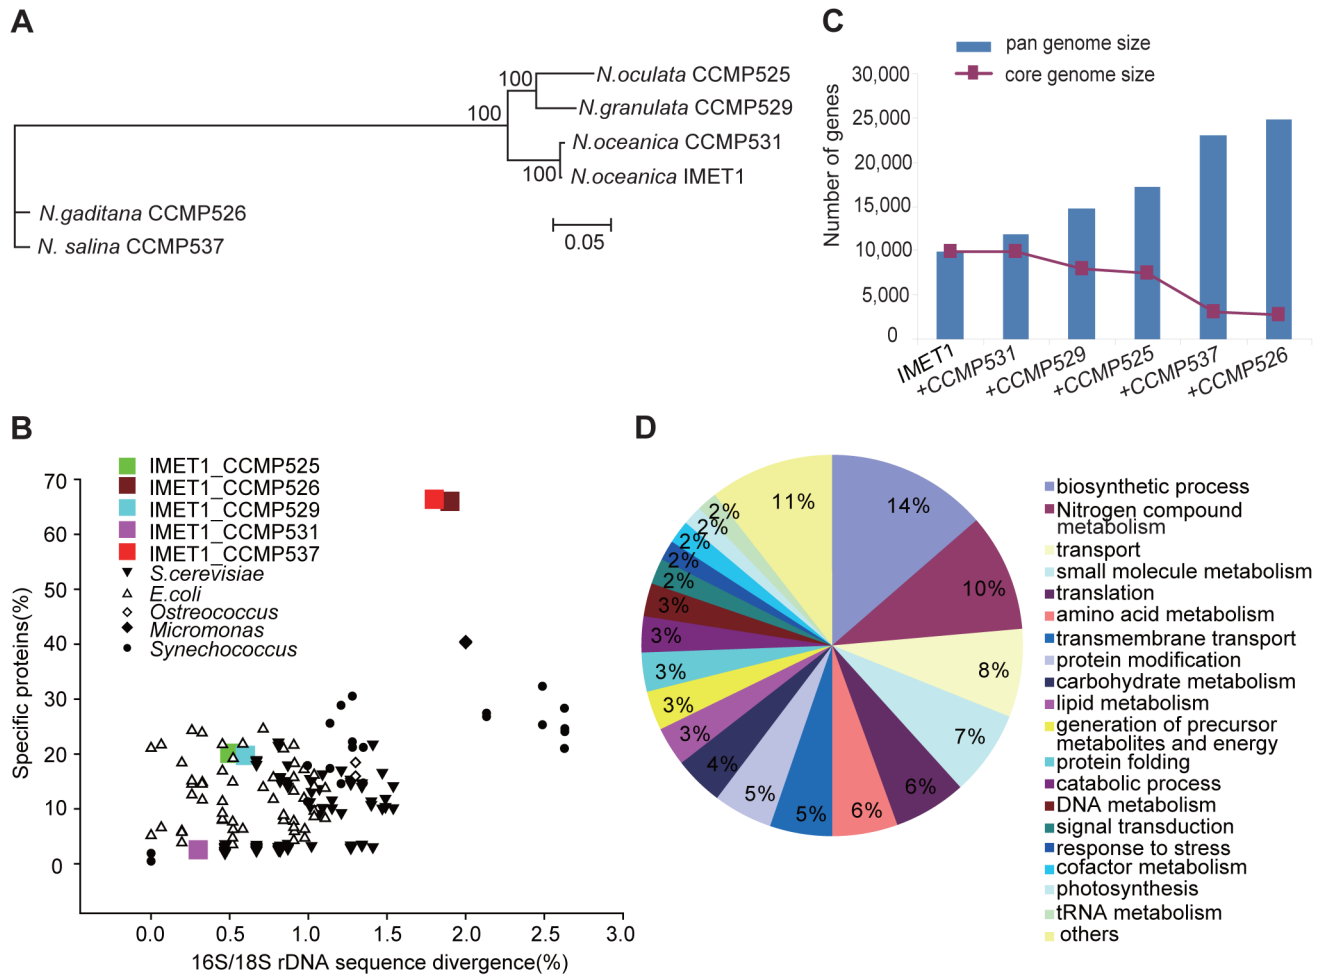 A
100
N.oculata CCMP525
100
N.granulata CCMP529
N.oceanica CCMP531
100
N.oceanica IMET1
N.gaditana CCMP526
N. salina CCMP537
0.05
C
pan genome size
core genome size
Number of genes
30,000
25,000
20,000
15,000
10,000
5,000
0
IMET1
+CCMP531
+CCMP529
+CCMP525
+CCMP537
+CCMP526
B
IMET1_CCMP525
IMET1_CCMP526
IMET1_CCMP529
IMET1_CCMP531
IMET1_CCMP537
S.cerevisiae
E.coli
Ostreococcus
Micromonas
Synechococcus
Specific proteins(%)
70
60
50
40
30
20
10
0
0.0 0.5 1.0 1.5 2.0 2.5 3.0
16S/18S rDNA sequence divergence(%)
D
14%
10%
8%
7%
6%
6%
5%
5%
4%
3%
3%
3%
3%
3%
2%
2%
2%
2%
2%
11%
biosynthetic process
Nitrogen compound
metabolism
transport
small molecule metabolism
translation
amino acid metabolism
transmembrane transport
protein modification
carbohydrate metabolism
lipid metabolism
generation of precursor
metabolites and energy
protein folding
catabolic process
DNA metabolism
signal transduction
response to stress
cofactor metabolism
photosynthesis
tRNA metabolism
others